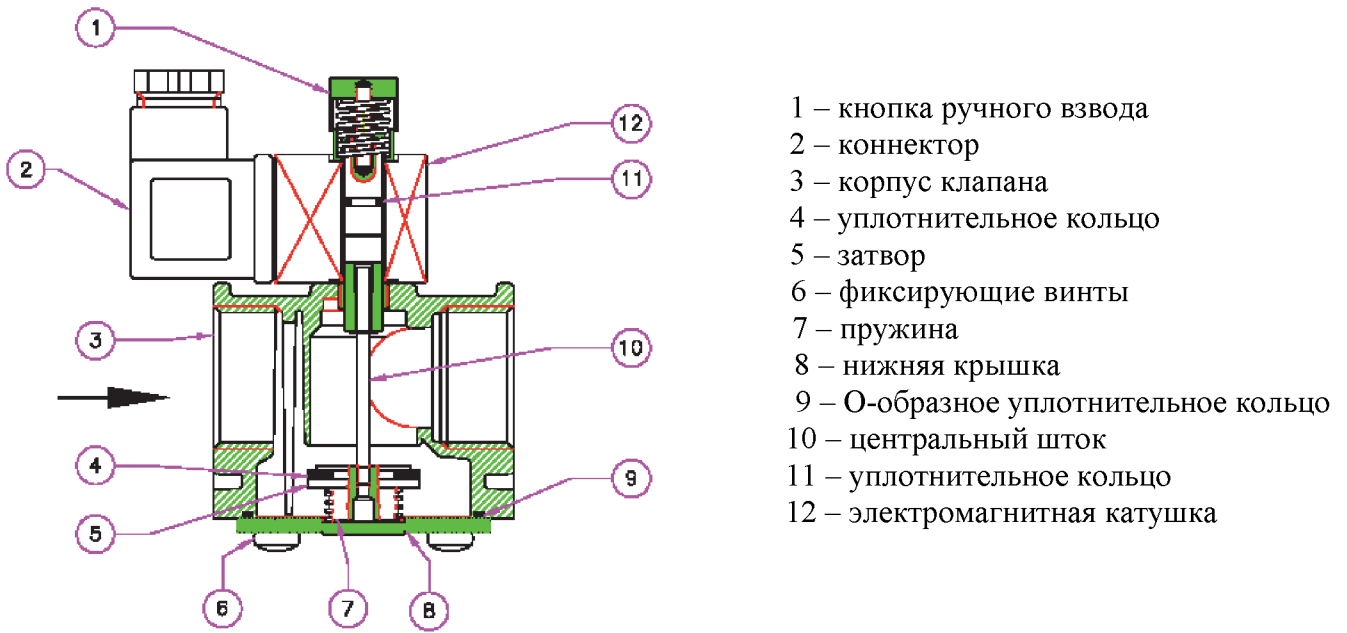 1
2
3
4
5
6
7
8
9
10
11
12
1 – кнопка ручного взвода
2 – коннектор
3 – корпус клапана
4 – уплотнительное кольцо
5 – затвор
6 – фиксирующие винты
7 – пружина
8 – нижняя крышка
9 – О-образное уплотнительное кольцо
10 – центральный шток
11 – уплотнительное кольцо
12 – электромагнитная катушка